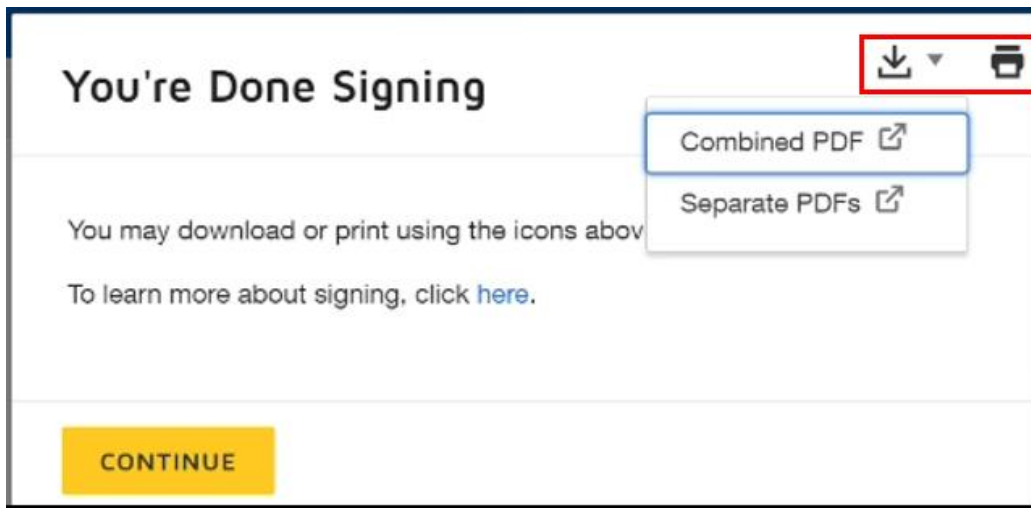 You're Done Signing
Combined PDF
Separate PDFs
You may download or print using the icons abov
To learn more about signing, click here.
CONTINUE